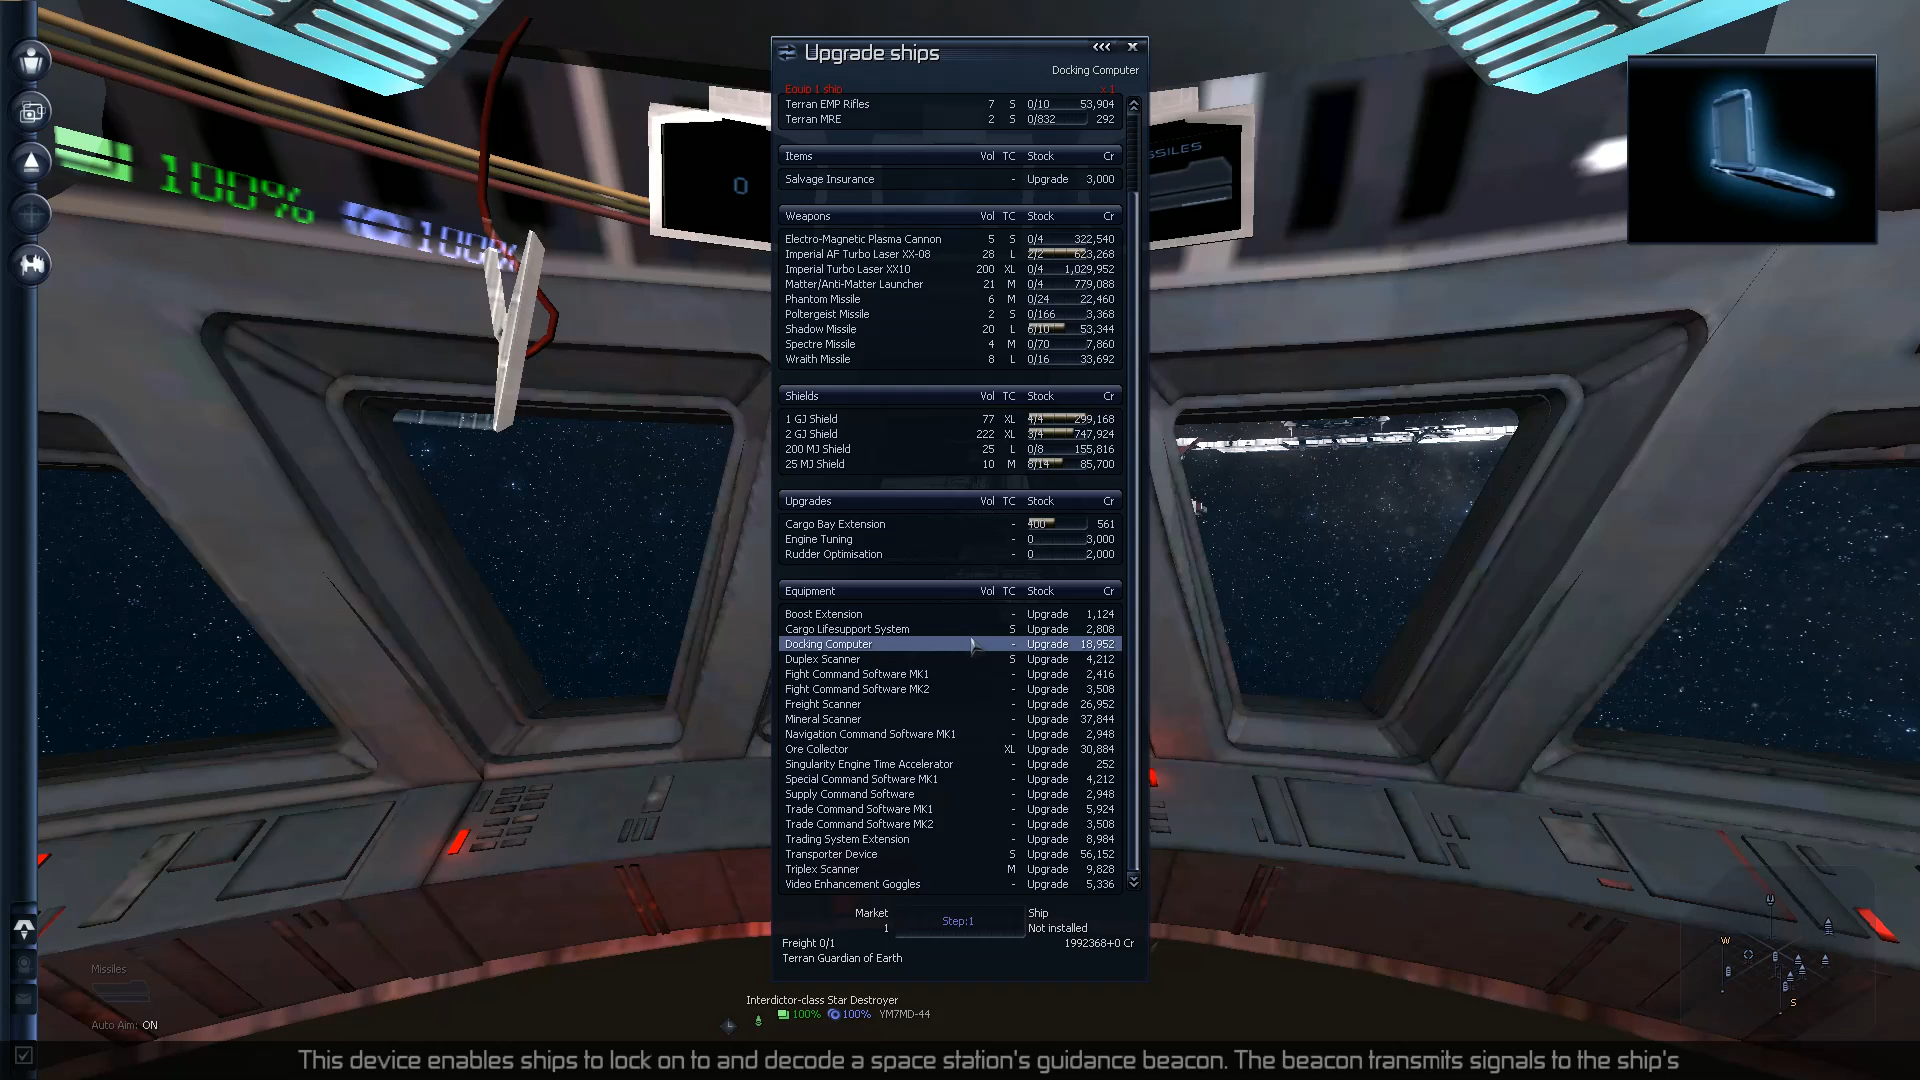 Upgrade ships
Docking Computer
Equip 1 ship x 1
Terran EMP Rifles 7 S 0/10 53,904
Terran MRE 2 S 0/832 292
Items Vol TC Stock Cr
Salvage Insurance - Upgrade 3,000
Weapons Vol TC Stock Cr
Electro-Magnetic Plasma Cannon 5 S 0/4 322,540
Imperial AF Turbo Laser XX-08 28 L 2/2 623,268
Imperial Turbo Laser XX10 200 XL 0/4 1,029,952
Matter/Anti-Matter Launcher 21 M 0/4 779,088
Phantom Missile 6 M 0/24 22,460
Poltergeist Missile 2 S 0/166 3,368
Shadow Missile 20 L 6/10 53,344
Spectre Missile 4 M 0/70 7,860
Wraith Missile 8 L 0/16 33,692
Shields Vol TC Stock Cr
1 GJ Shield 77 XL 4/4 299,168
2 GJ Shield 222 XL 3/4 747,924
200 MJ Shield 25 L 0/8 155,816
25 MJ Shield 10 M 8/14 85,700
Upgrades Vol TC Stock Cr
Cargo Bay Extension - 400 561
Engine Tuning - 0 3,000
Rudder Optimisation - 0 2,000
Equipment Vol TC Stock Cr
Boost Extension - Upgrade 1,124
Cargo Lifesupport System S Upgrade 2,808
Docking Computer - Upgrade 18,952
Duplex Scanner S Upgrade 4,212
Fight Command Software MK1 - Upgrade 2,416
Fight Command Software MK2 - Upgrade 3,508
Freight Scanner - Upgrade 26,952
Mineral Scanner - Upgrade 37,844
Navigation Command Software MK1 - Upgrade 2,948
Ore Collector XL Upgrade 30,884
Singularity Engine Time Accelerator - Upgrade 252
Special Command Software MK1 - Upgrade 4,212
Supply Command Software - Upgrade 2,948
Trade Command Software MK1 - Upgrade 5,924
Trade Command Software MK2 - Upgrade 3,508
Trading System Extension - Upgrade 8,984
Transporter Device S Upgrade 56,152
Triplex Scanner M Upgrade 9,828
Video Enhancement Goggles - Upgrade 5,336
Market Ship
1 Step:1 Not installed
Freight 0/1 1992368+0 Cr
Terran Guardian of Earth
100%
100%
0
SSILES
W
S
Missiles
Auto Aim: ON
Interdictor-class Star Destroyer
100% 100% YM7MD-44
This device enables ships to lock on to and decode a space station's guidance beacon. The beacon transmits signals to the ship's